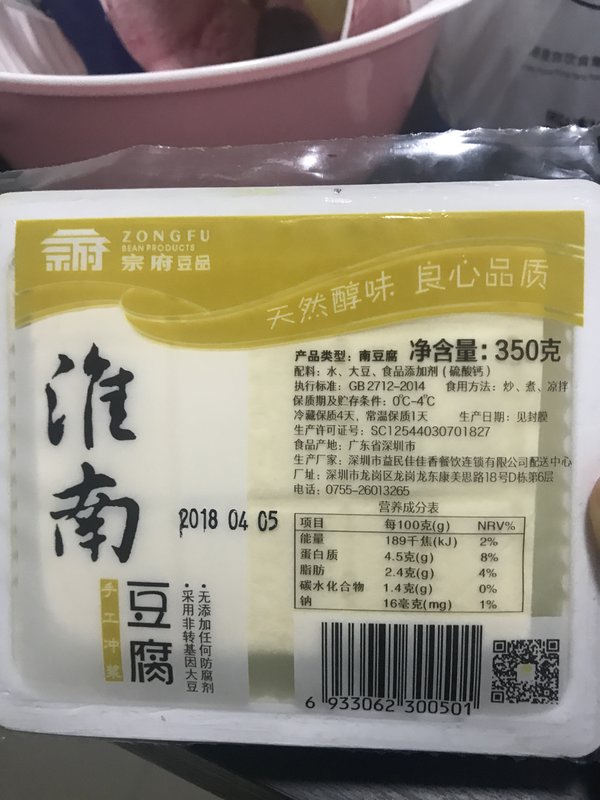 ZONGFU
BEAN PRODUCTS
宗府
宗府豆品
天然醇味 良心品质
淮南
豆腐
手工冲浆
·无添加任何防腐剂
·采用非转基因大豆
2018 04 05
产品类型：南豆腐 净含量：350克
配料：水、大豆、食品添加剂（硫酸钙）
执行标准：GB 2712-2014 食用方法：炒、煮、凉拌
保质期及贮存条件：0℃-4℃
冷藏保质4天，常温保质1天 生产日期：见封膜
生产许可证号：SC12544030701827
食品产地：广东省深圳市
生产厂家：深圳市益民佳佳香餐饮连锁有限公司配送中心
厂址：深圳市龙岗区龙岗龙东康美思路18号D栋第6层
电话：0755-26013265
营养成分表
项目 每100克(g) NRV%
能量 189千焦(kJ) 2%
蛋白质 4.5克(g) 8%
脂肪 2.4克(g) 4%
碳水化合物 1.4克(g) 0%
钠 16毫克(mg) 1%
6 933062 300501